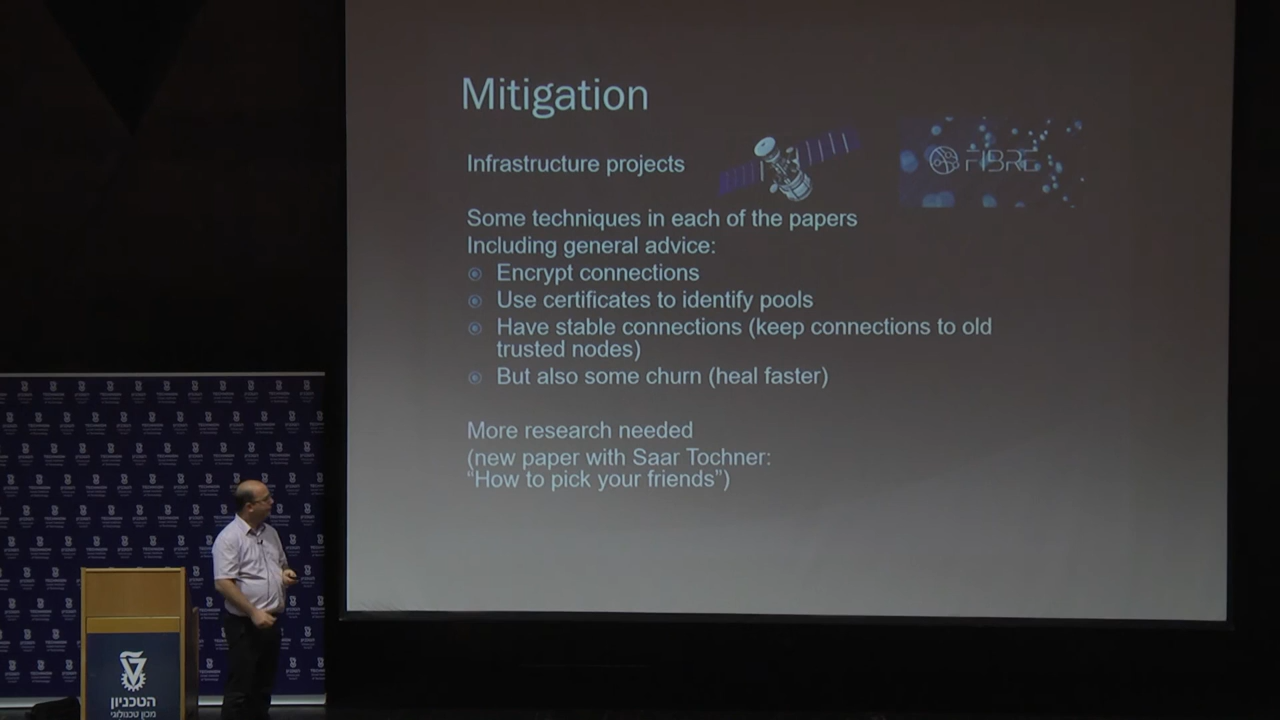 Mitigation
Infrastructure projects
FIBRE
Some techniques in each of the papers
Including general advice:
Encrypt connections
Use certificates to identify pools
Have stable connections (keep connections to old
trusted nodes)
But also some churn (heal faster)
More research needed
(new paper with Saar Tochner:
“How to pick your friends”)
הטכניון
מכון טכנולוגי